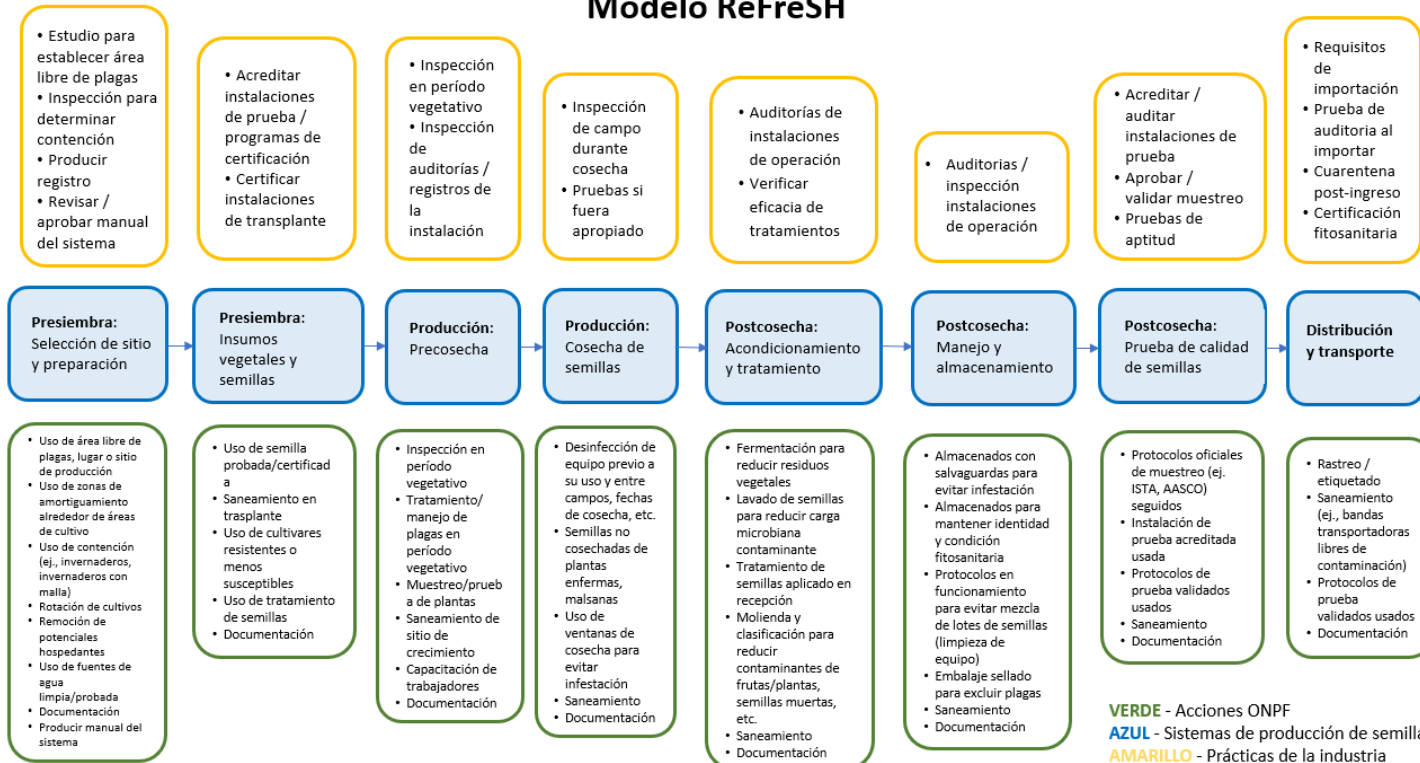 Modelo ReFreSH
• Estudio para
establecer área
libre de plagas
• Inspección para
determinar
contención
• Producir
registro
• Revisar /
aprobar manual
del sistema
• Acreditar
instalaciones
de prueba /
programas de
certificación
• Certificar
instalaciones
de transplante
• Inspección
en período
vegetativo
• Inspección
de
auditorías /
registros de
la
instalación
• Inspección
de campo
durante
cosecha
• Pruebas si
fuera
apropiado
• Auditorías de
instalaciones
de operación
• Verificar
eficacia de
tratamientos
• Auditorias /
inspección
instalaciones
de operación
• Acreditar /
auditar
instalaciones de
prueba
• Aprobar /
validar muestreo
• Pruebas de
aptitud
• Requisitos
de
importación
• Prueba de
auditoria al
importar
• Cuarentena
post-ingreso
• Certificación
fitosanitaria
Presiembra:
Selección de sitio
y preparación
Presiembra:
Insumos
vegetales y
semillas
Producción:
Precosecha
Producción:
Cosecha de
semillas
Postcosecha:
Acondicionamiento
y tratamiento
Postcosecha:
Manejo y
almacenamiento
Postcosecha:
Prueba de calidad
de semillas
Distribución
y transporte
• Uso de área libre de
plagas, lugar o sitio
de producción
• Uso de zonas de
amortiguamiento
alrededor de áreas
de cultivo
• Uso de contención
(ej., invernaderos,
invernaderos con
malla)
• Rotación de cultivos
• Remoción de
potenciales
hospedantes
• Uso de fuentes de
agua
limpia/probada
• Documentación
• Producir manual del
sistema
• Uso de semilla
probada/certificad
a
• Saneamiento en
trasplante
• Uso de cultivares
resistentes o
menos
susceptibles
• Uso de tratamiento
de semillas
• Documentación
• Inspección en
período
vegetativo
• Tratamiento/
manejo de
plagas en
período
vegetativo
• Muestreo/prueb
a de plantas
• Saneamiento de
sitio de
crecimiento
• Capacitación de
trabajadores
• Documentación
• Desinfección de
equipo previo a
su uso y entre
campos, fechas
de cosecha, etc.
• Semillas no
cosechadas de
plantas
enfermas,
malsanas
• Uso de
ventanas de
cosecha para
evitar
infestación
• Saneamiento
• Documentación
• Fermentación para
reducir residuos
vegetales
• Lavado de semillas
para reducir carga
microbiana
contaminante
• Tratamiento de
semillas aplicado en
recepción
• Molienda y
clasificación para
reducir
contaminantes de
frutas/plantas,
semillas muertas,
etc.
• Saneamiento
• Documentación
• Almacenados con
salvaguardas para
evitar infestación
• Almacenados para
mantener identidad
y condición
fitosanitaria
• Protocolos en
funcionamiento
para evitar mezcla
de lotes de semillas
(limpieza de
equipo)
• Embalaje sellado
para excluir plagas
• Saneamiento
• Documentación
• Protocolos oficiales
de muestreo (ej.
ISTA, AASCO)
seguidos
• Instalación de
prueba acreditada
usada
• Protocolos de
prueba validados
usados
• Saneamiento
• Documentación
• Rastreo /
etiquetado
• Saneamiento
(ej., bandas
transportadoras
libres de
contaminación)
• Protocolos de
prueba
validados usados
• Documentación
VERDE - Acciones ONPF
AZUL - Sistemas de producción de semilla
AMARILLO - Prácticas de la industria